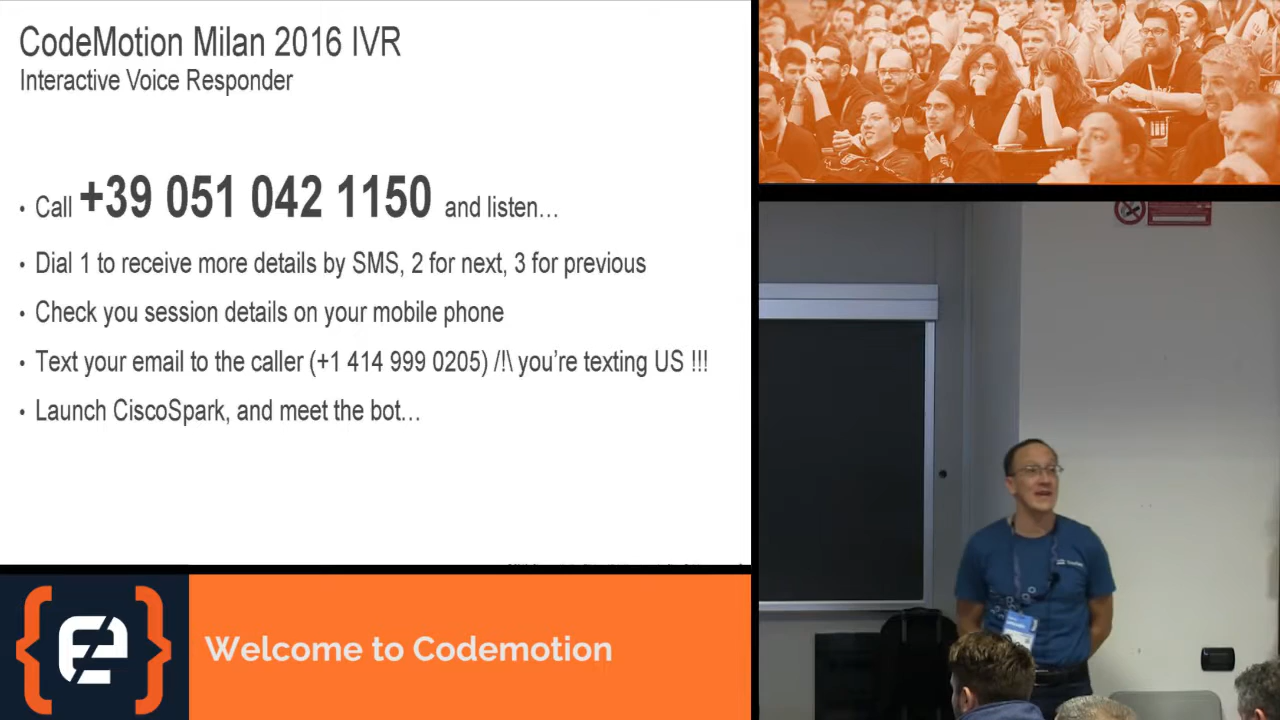 CodeMotion Milan 2016 IVR
Interactive Voice Responder
• Call +39 051 042 1150 and listen…
• Dial 1 to receive more details by SMS, 2 for next, 3 for previous
• Check you session details on your mobile phone
• Text your email to the caller (+1 414 999 0205) /!\ you’re texting US !!!
• Launch CiscoSpark, and meet the bot…
Welcome to Codemotion